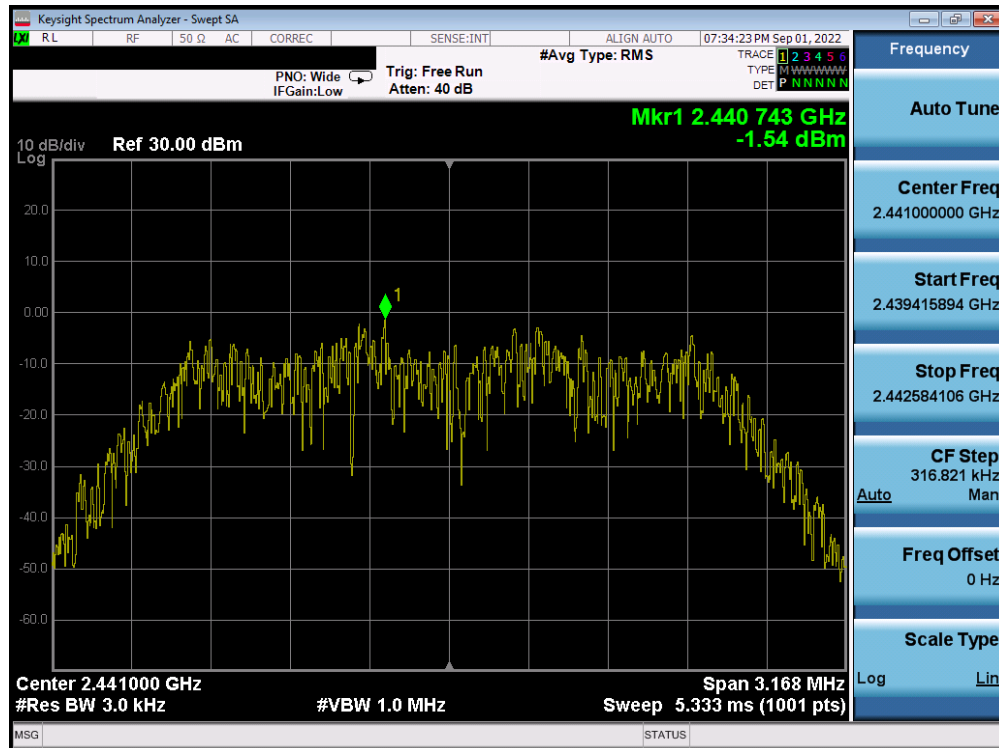 Keysight Spectrum Analyzer - Swept SA
LXI RL RF 50 Ω AC CORREC SENSE:INT ALIGN AUTO 07:34:23 PM Sep 01, 2022
Frequency
#Avg Type: RMS
TRACE 1 2 3 4 5 6
TYPE M WWWWW
DET P N N N N N
PNO: Wide
IFGain:Low
Trig: Free Run
Atten: 40 dB
Mkr1 2.440 743 GHz
-1.54 dBm
10 dB/div
Log
Ref 30.00 dBm
20.0
10.0
0.00
-10.0
-20.0
-30.0
-40.0
-50.0
-60.0
1
Center 2.441000 GHz
Span 3.168 MHz
#Res BW 3.0 kHz
#VBW 1.0 MHz
Sweep 5.333 ms (1001 pts)
Auto Tune
Center Freq
2.441000000 GHz
Start Freq
2.439415894 GHz
Stop Freq
2.442584106 GHz
CF Step
316.821 kHz
Auto Man
Freq Offset
0 Hz
Scale Type
Log Lin
MSG STATUS